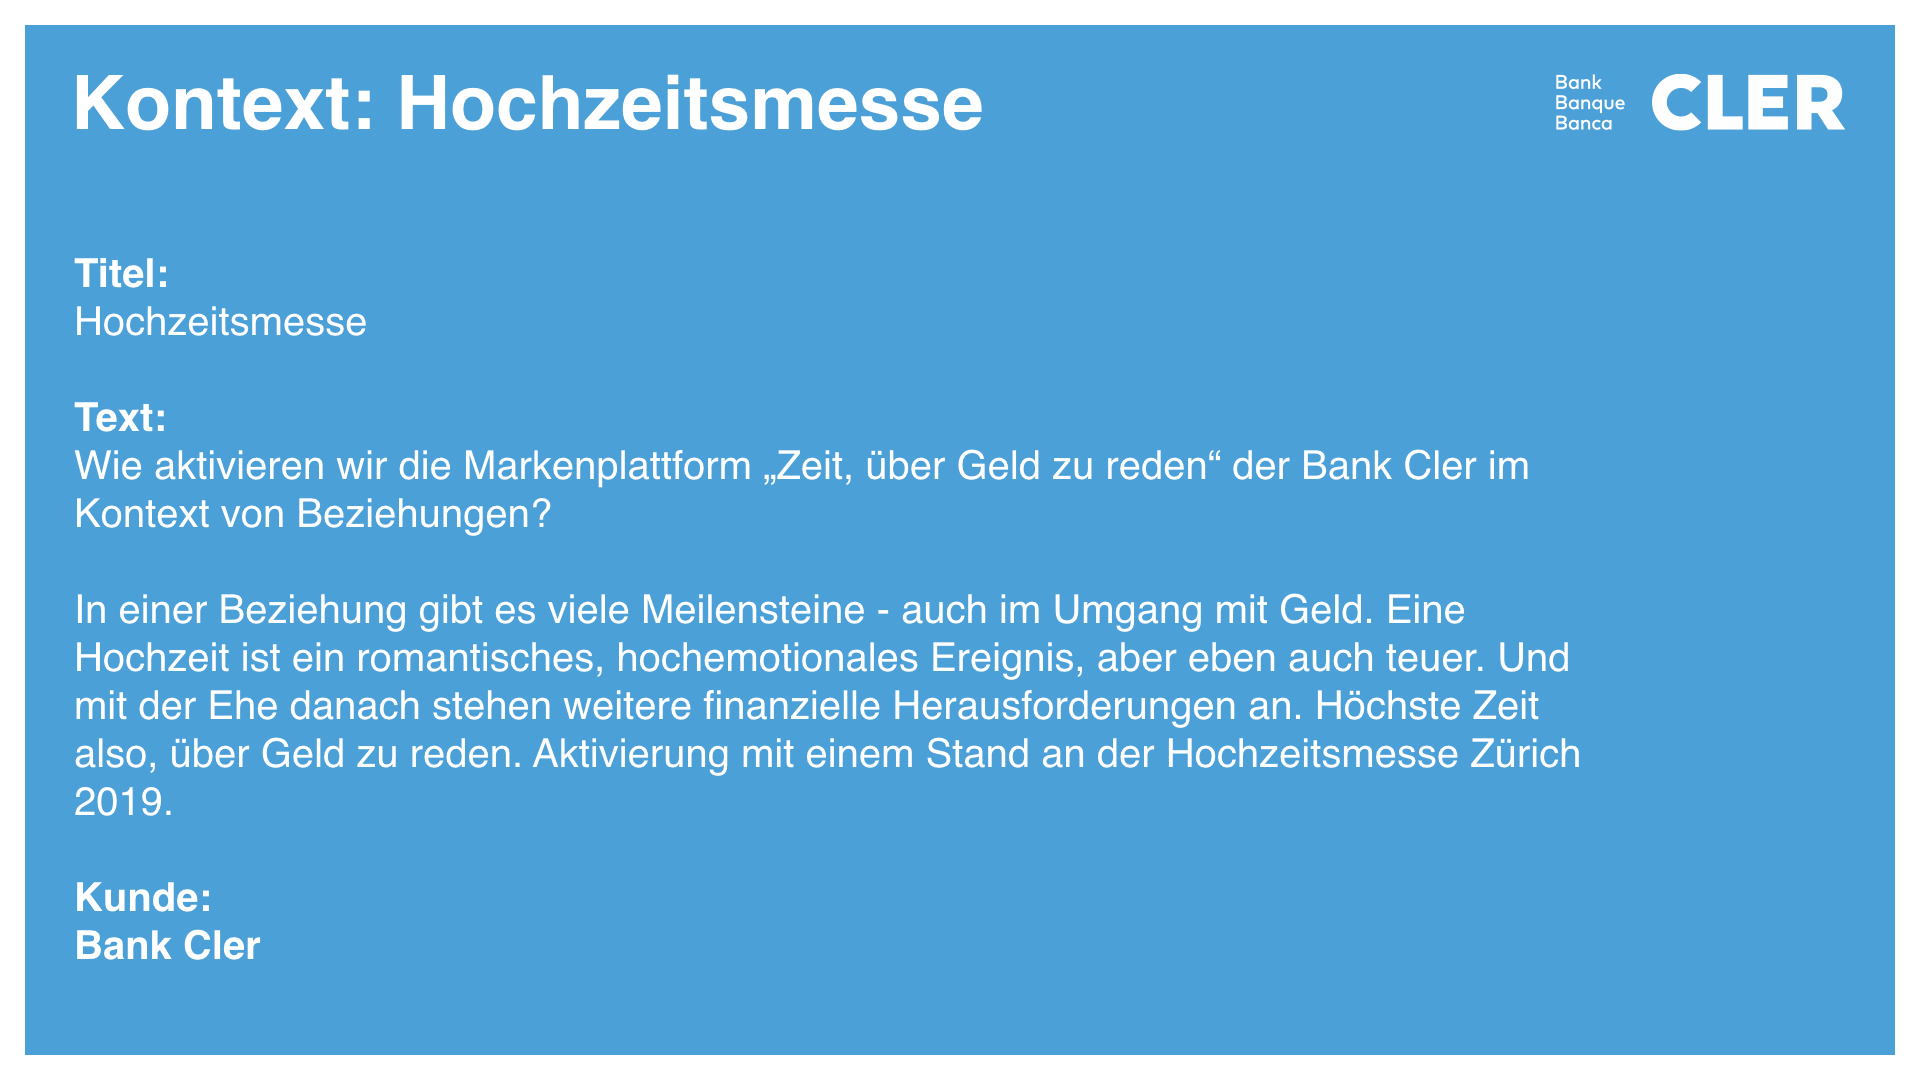 Kontext: Hochzeitsmesse
Bank
Banque
Banca
CLER
Titel:
Hochzeitsmesse
Text:
Wie aktivieren wir die Markenplattform „Zeit, über Geld zu reden“ der Bank Cler im
Kontext von Beziehungen?
In einer Beziehung gibt es viele Meilensteine - auch im Umgang mit Geld. Eine
Hochzeit ist ein romantisches, hochemotionales Ereignis, aber eben auch teuer. Und
mit der Ehe danach stehen weitere finanzielle Herausforderungen an. Höchste Zeit
also, über Geld zu reden. Aktivierung mit einem Stand an der Hochzeitsmesse Zürich
2019.
Kunde:
Bank Cler